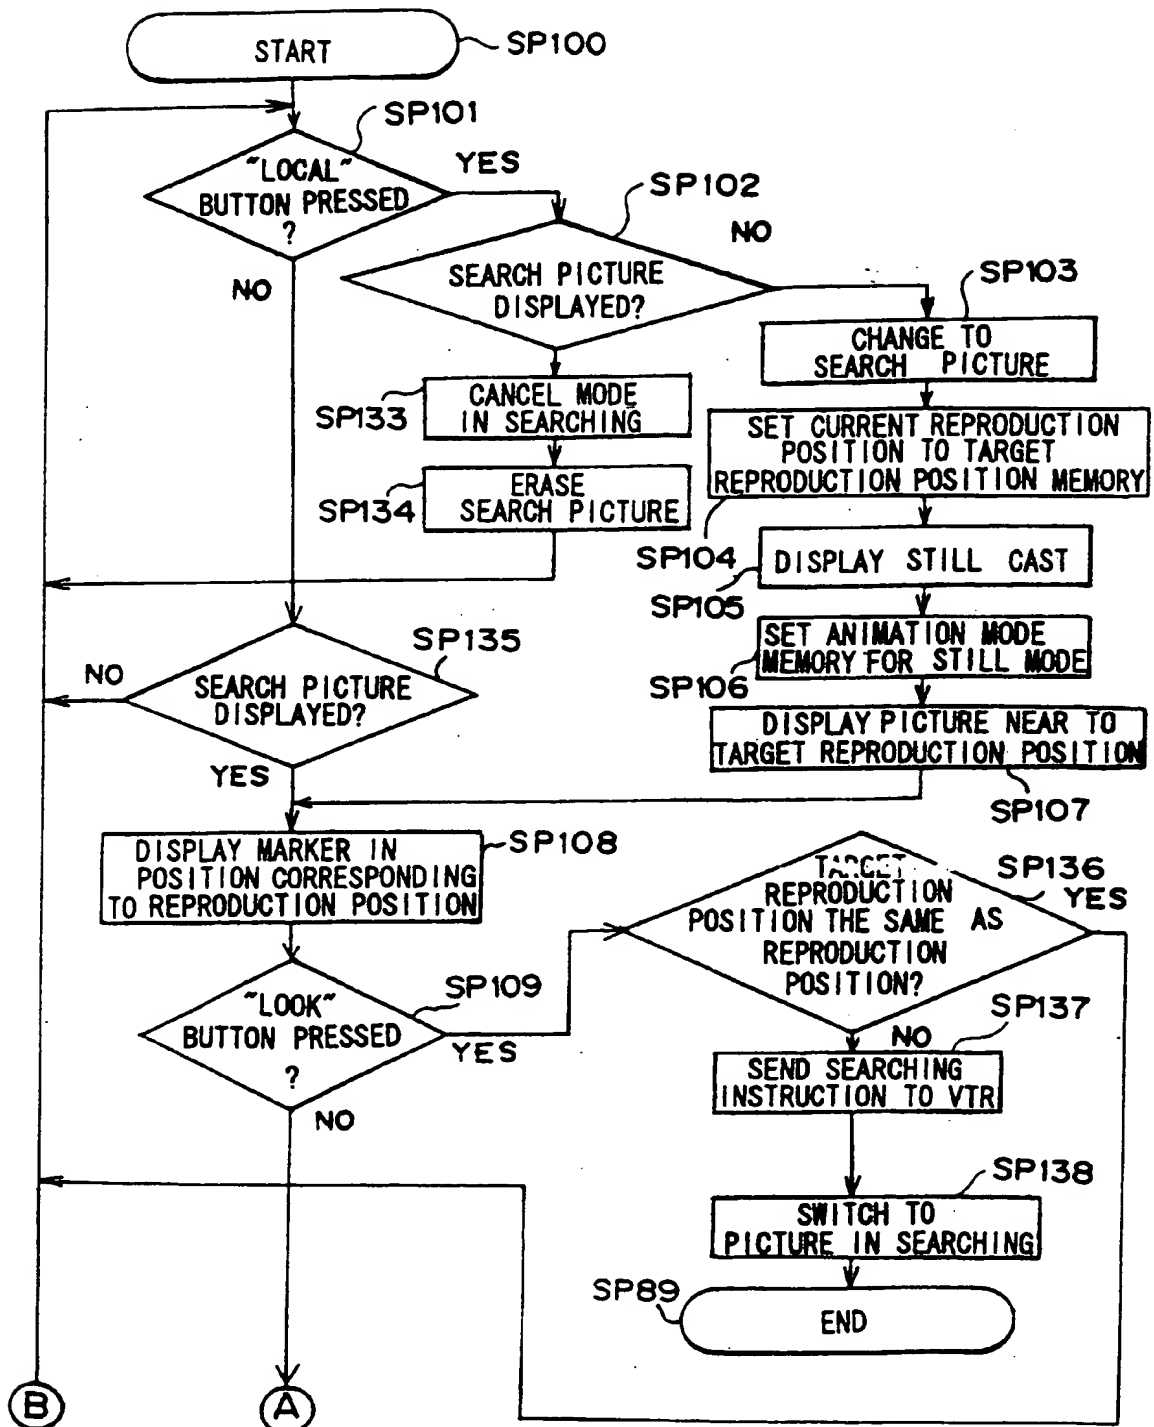 START
SP100
SP101
"LOCAL"
BUTTON PRESSED
?
YES
NO
SP102
SEARCH PICTURE
DISPLAYED?
NO
SP103
CHANGE TO
SEARCH PICTURE
SP133
CANCEL MODE
IN SEARCHING
SET CURRENT REPRODUCTION
POSITION TO TARGET
REPRODUCTION POSITION MEMORY
SP104
SP134
ERASE
SEARCH PICTURE
DISPLAY STILL CAST
SP105
SET ANIMATION MODE
MEMORY FOR STILL MODE
SP106
SP135
NO
SEARCH PICTURE
DISPLAYED?
YES
DISPLAY PICTURE NEAR TO
TARGET REPRODUCTION POSITION
SP107
SP108
DISPLAY MARKER IN
POSITION CORRESPONDING
TO REPRODUCTION POSITION
SP136
TARGET
REPRODUCTION
POSITION THE SAME AS
REPRODUCTION
POSITION?
YES
NO
SP109
"LOOK"
BUTTON PRESSED
?
YES
NO
SP137
SEND SEARCHING
INSTRUCTION TO VTR
SP138
SWITCH TO
PICTURE IN SEARCHING
SP89
END
B
A